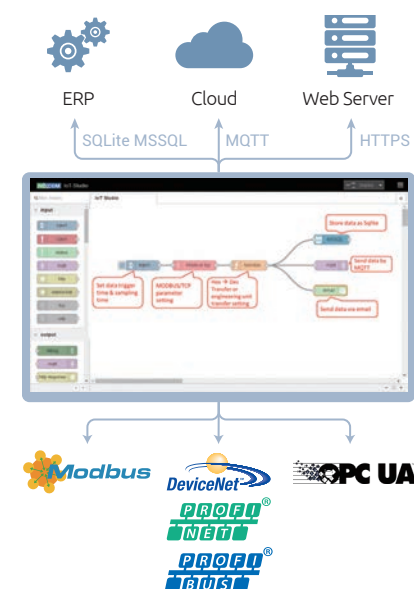 ERP Cloud Web Server
SQLite MSSQL MQTT HTTPS
NEXCOM IoT Studio
IoT Studio
input
output
Store data as Sqlite
Send data by
MQTT
Send data via email
Set data trigger
time & sampling
time
MODBUS/TCP
parameter
setting
Hex → Dec
Transfer or
engineering unit
transfer setting
Modbus
DeviceNet™
OPC UA
PROFI®
NET
PROFI®
BUS